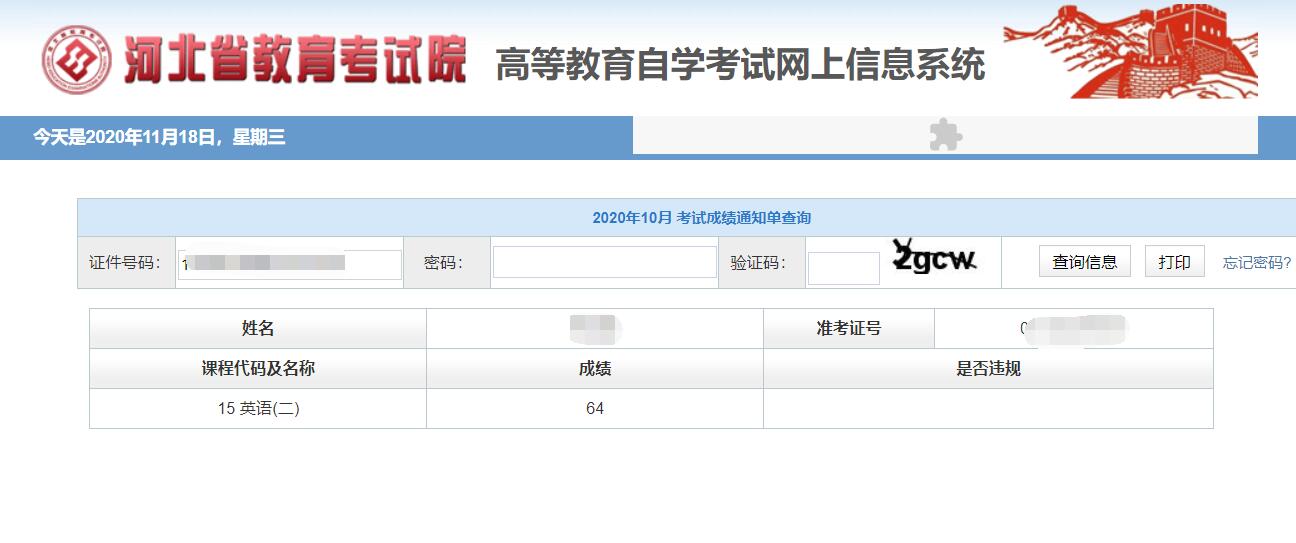 河北省教育考试院 高等教育自学考试网上信息系统
今天是2020年11月18日，星期三
2020年10月 考试成绩通知单查询
证件号码： 密码： 验证码： 2gcw 查询信息 打印 忘记密码?
姓名 准考证号 0
课程代码及名称 成绩 是否违规
15 英语(二) 64